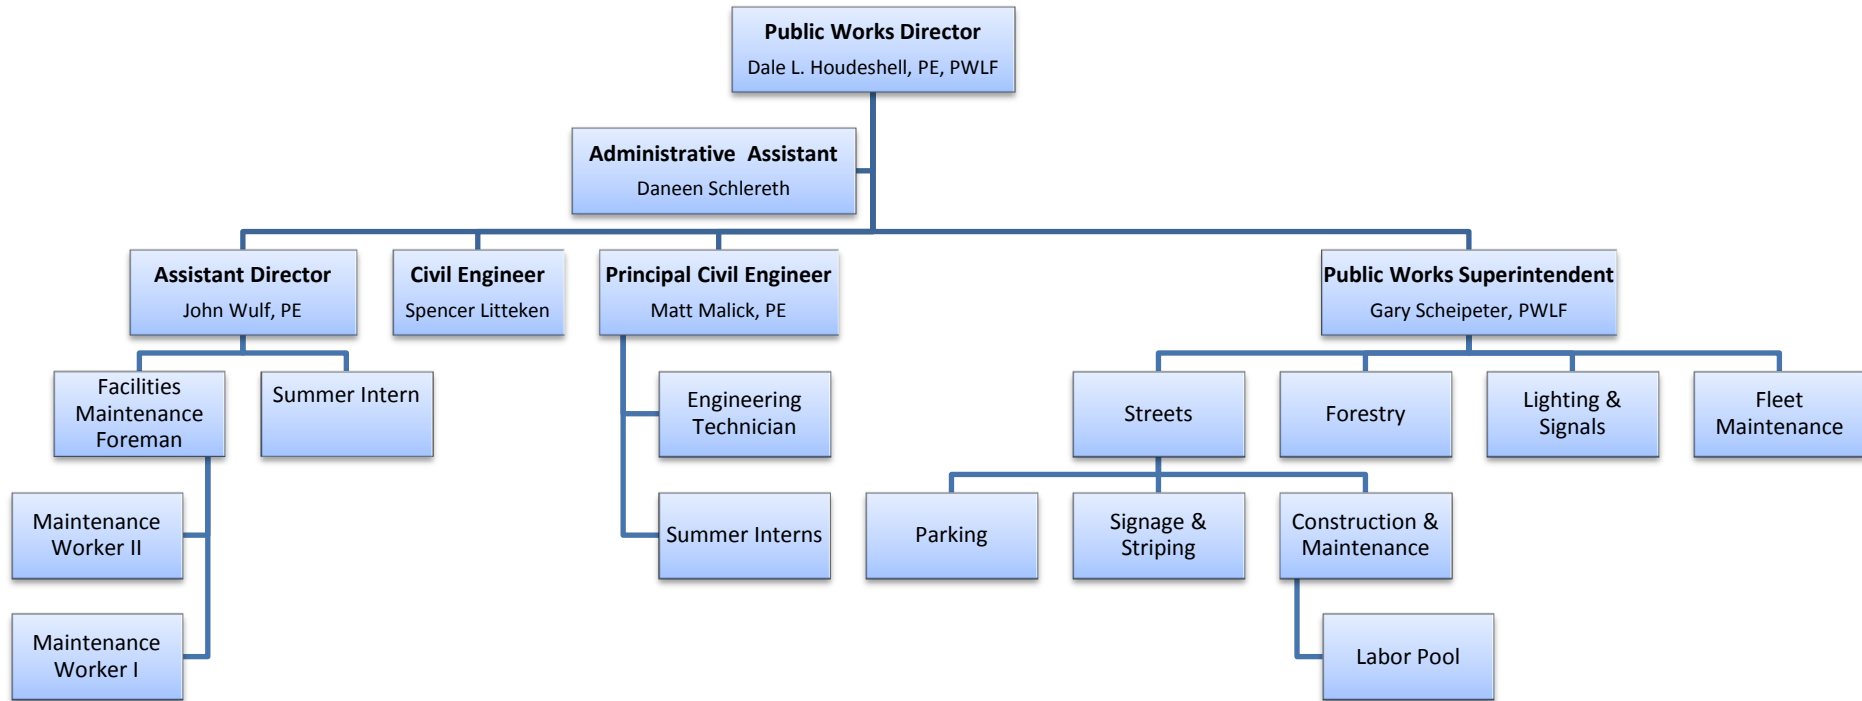 Public Works Director
Dale L. Houdeshell, PE, PWLF
Administrative Assistant
Daneen Schlereth
Assistant Director
John Wulf, PE
Civil Engineer
Spencer Litteken
Principal Civil Engineer
Matt Malick, PE
Public Works Superintendent
Gary Scheipeter, PWLF
Facilities
Maintenance
Foreman
Summer Intern
Engineering
Technician
Streets
Forestry
Lighting &
Signals
Fleet
Maintenance
Maintenance
Worker II
Summer Interns
Parking
Signage &
Striping
Construction &
Maintenance
Maintenance
Worker I
Labor Pool